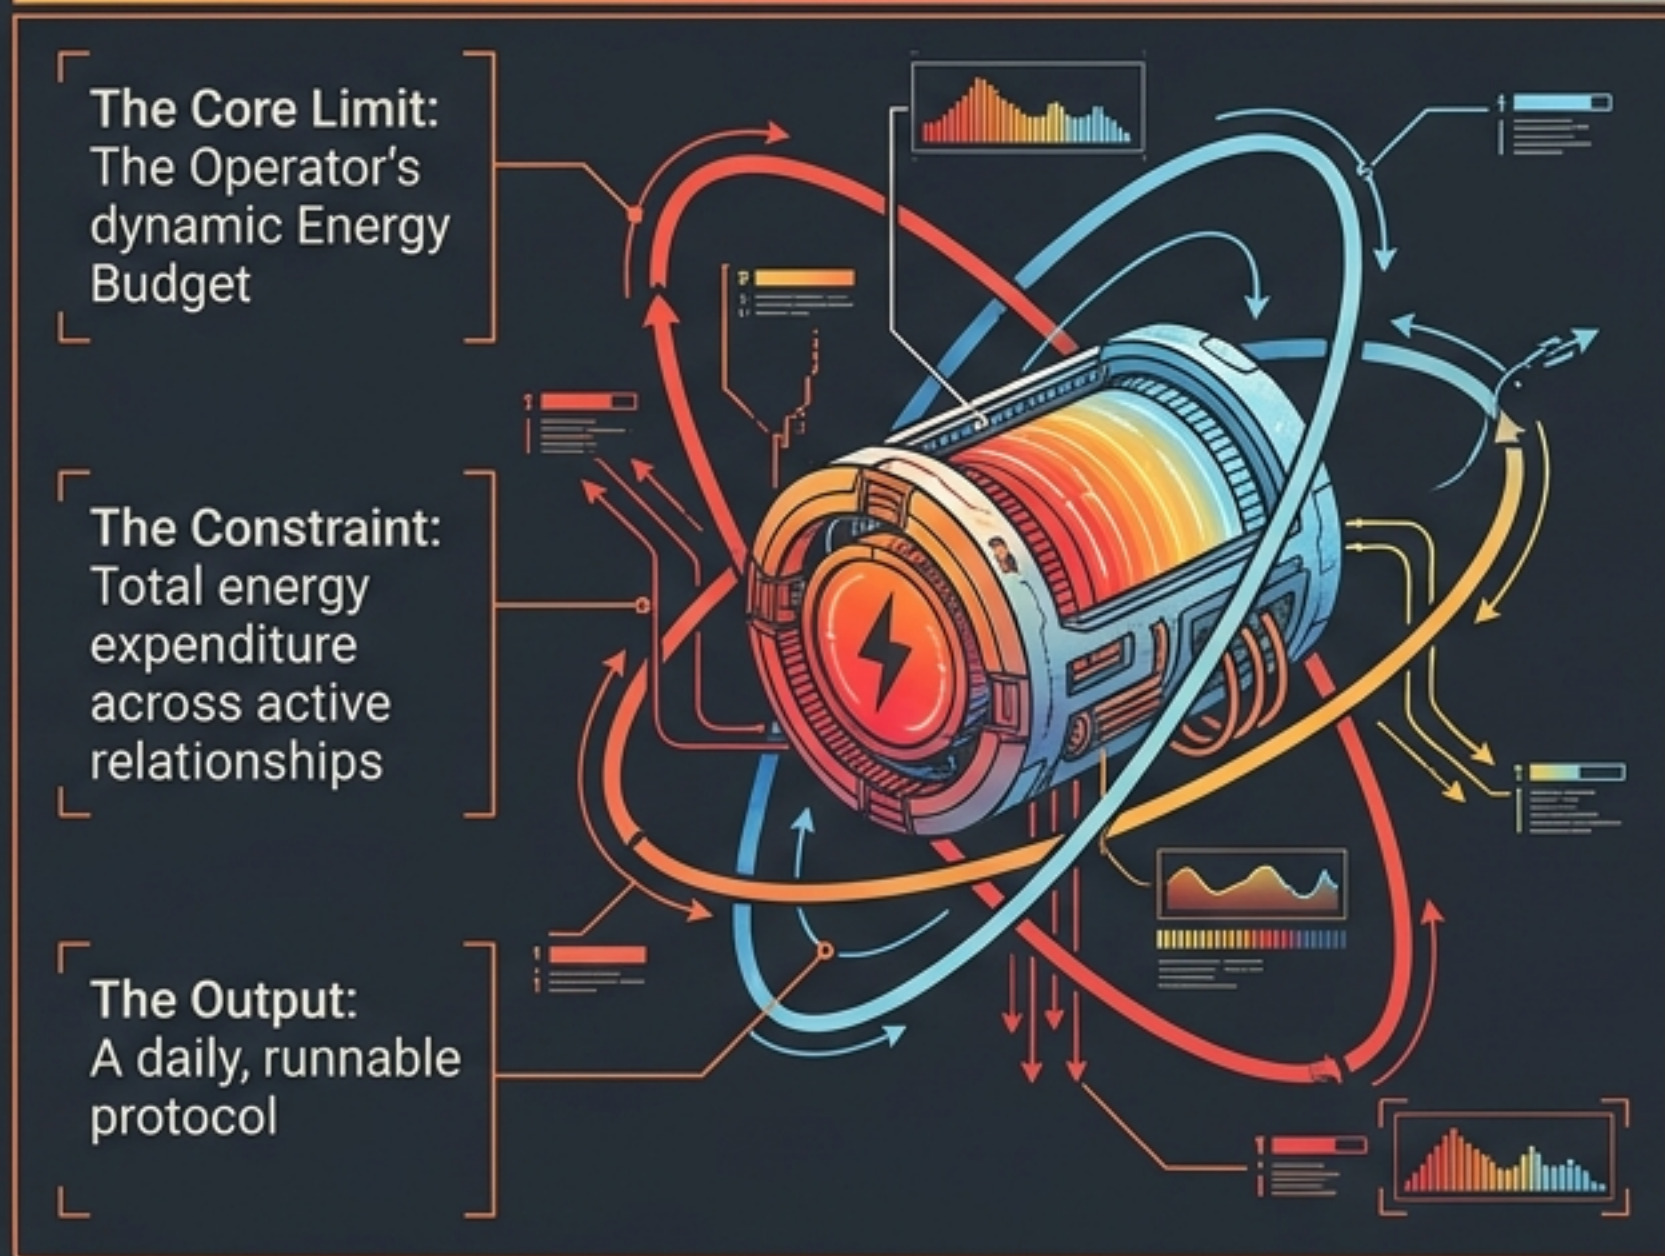 The Core Limit:
The Operator's
dynamic Energy
Budget
The Constraint:
Total energy
expenditure
across active
relationships
The Output:
A daily, runnable
protocol